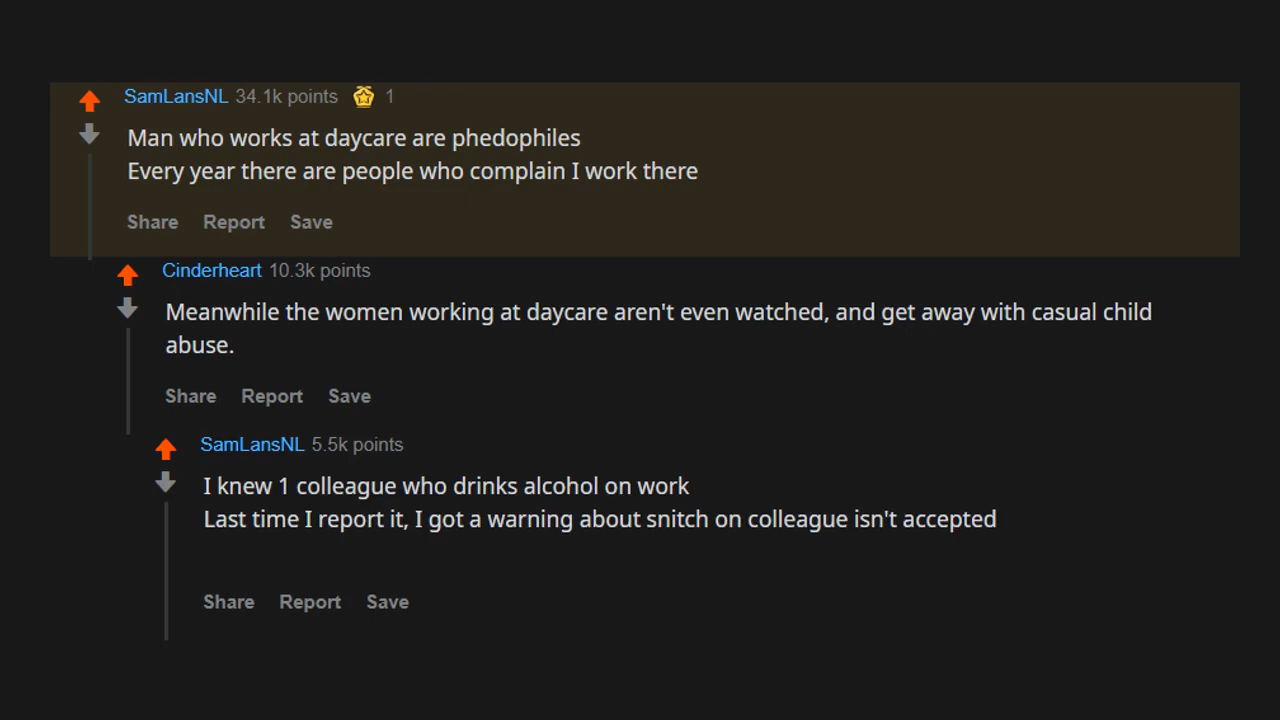 SamLansNL 34.1k points 1
Man who works at daycare are phedophiles
Every year there are people who complain I work there
Share Report Save
Cinderheart 10.3k points
Meanwhile the women working at daycare aren't even watched, and get away with casual child
abuse.
Share Report Save
SamLansNL 5.5k points
I knew 1 colleague who drinks alcohol on work
Last time I report it, I got a warning about snitch on colleague isn't accepted
Share Report Save